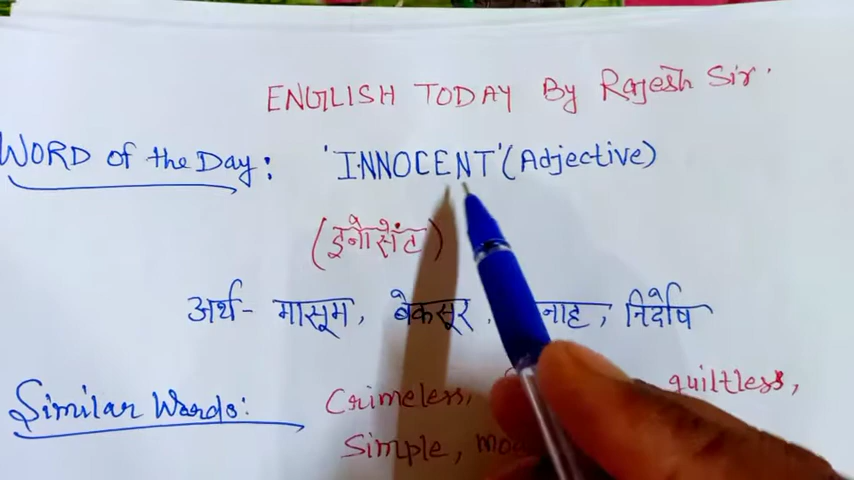 ENGLISH TODAY By Rajesh Sir
WORD of the Day: 'INNOCENT' (Adjective)
(इनोसेंट)
अर्थ- मासूम, बेकसूर, निर्दोष
Similar Words: Crimeless, guiltless,
Simple,